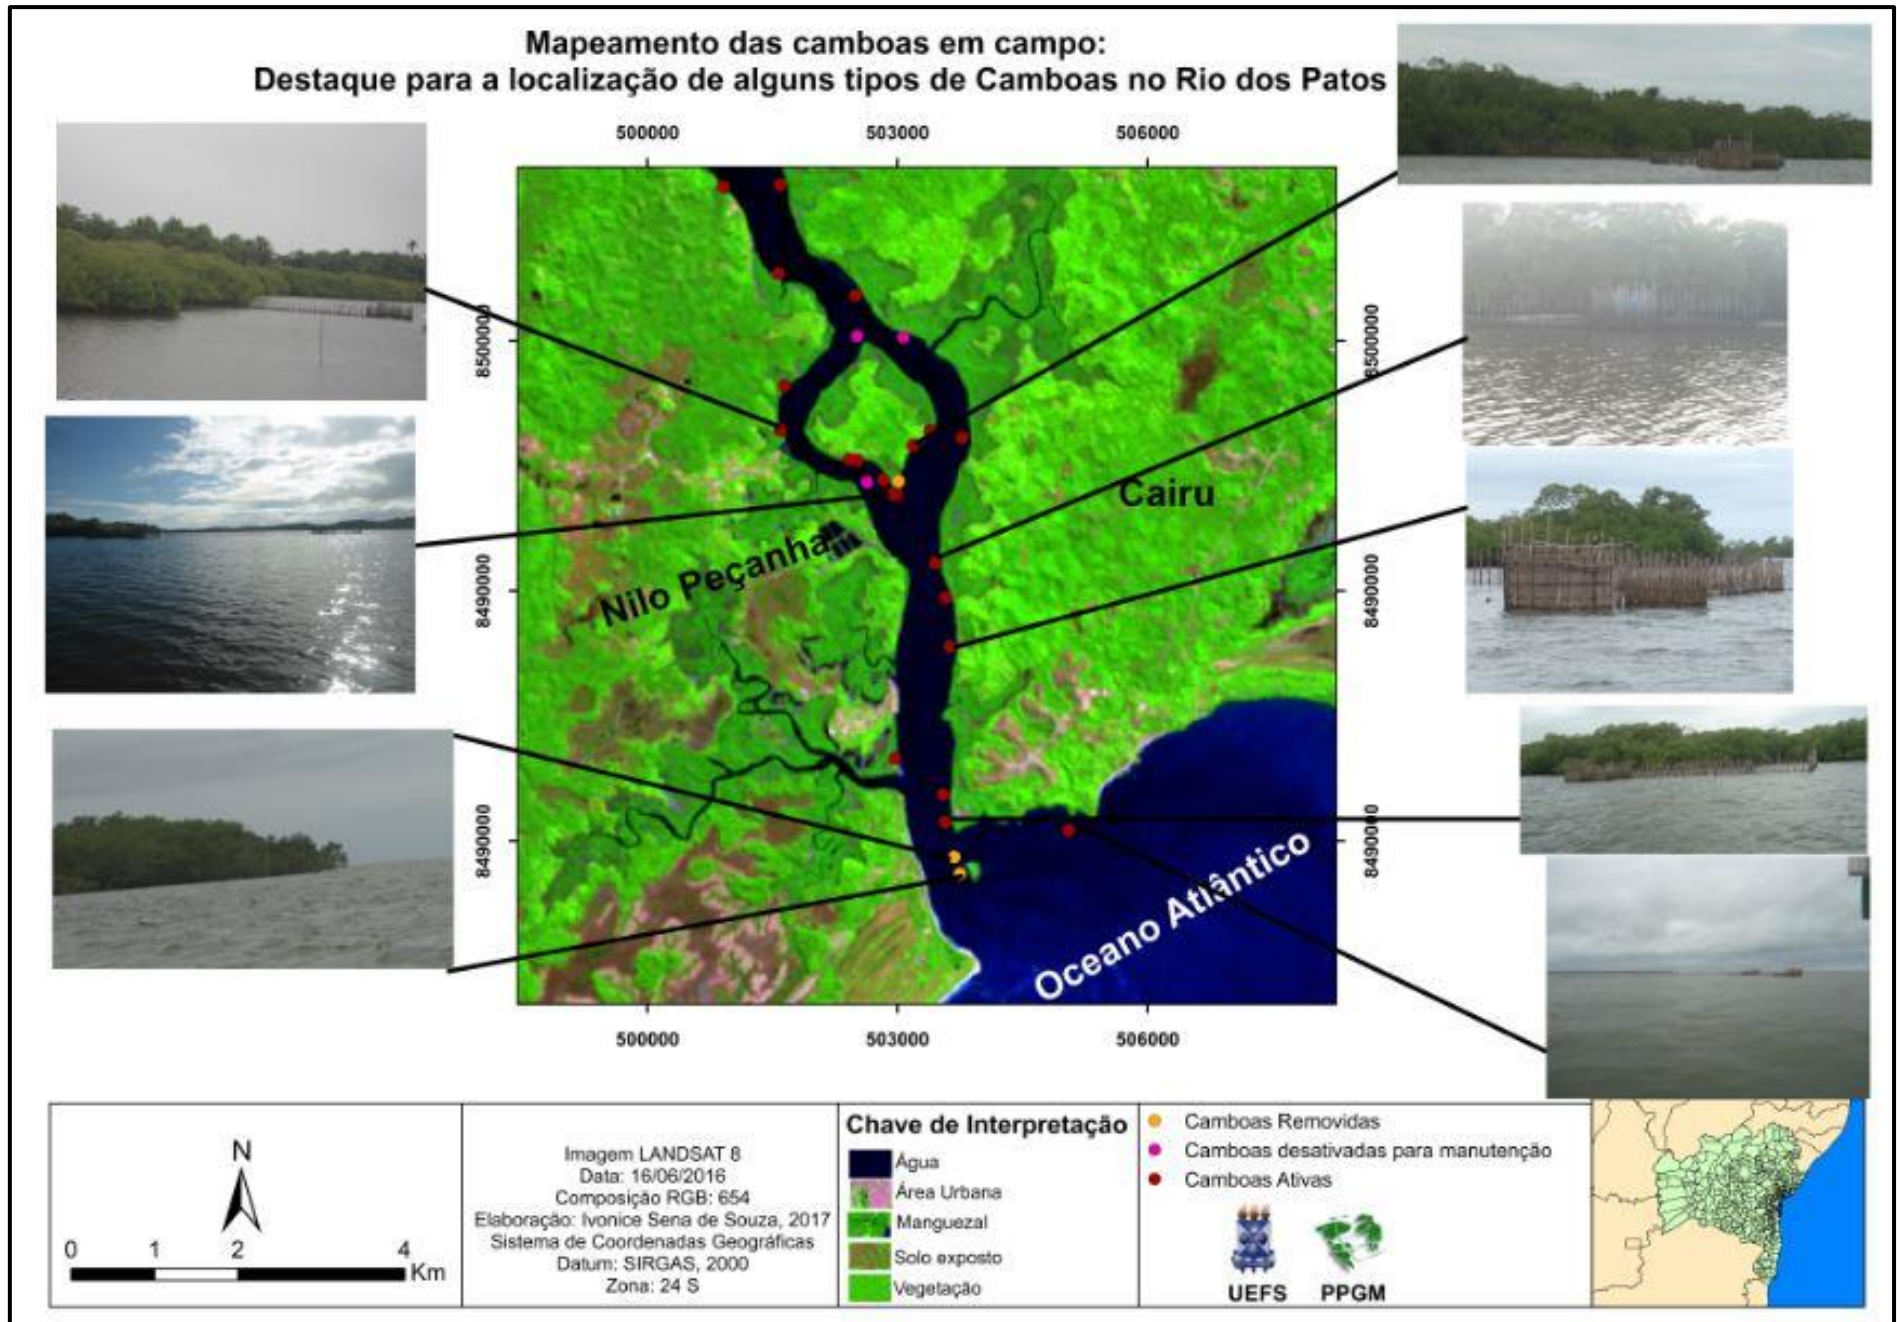 Mapeamento das camboas em campo:
Destaque para a localização de alguns tipos de Camboas no Rio dos Patos
500000
503000
506000
8500000
8500000
Cairu
Nilo Peçanha
8490000
8490000
8490000
8490000
Oceano Atlântico
500000
503000
506000
N
0
1
2
4
Km
Imagem LANDSAT 8
Data: 16/06/2016
Composição RGB: 654
Elaboração: Ivonice Sena de Souza, 2017
Sistema de Coordenadas Geográficas
Datum: SIRGAS, 2000
Zona: 24 S
Chave de Interpretação
Água
Área Urbana
Manguezal
Solo exposto
Vegetação
Camboas Removidas
Camboas desativadas para manutenção
Camboas Ativas
UEFS
PPGM